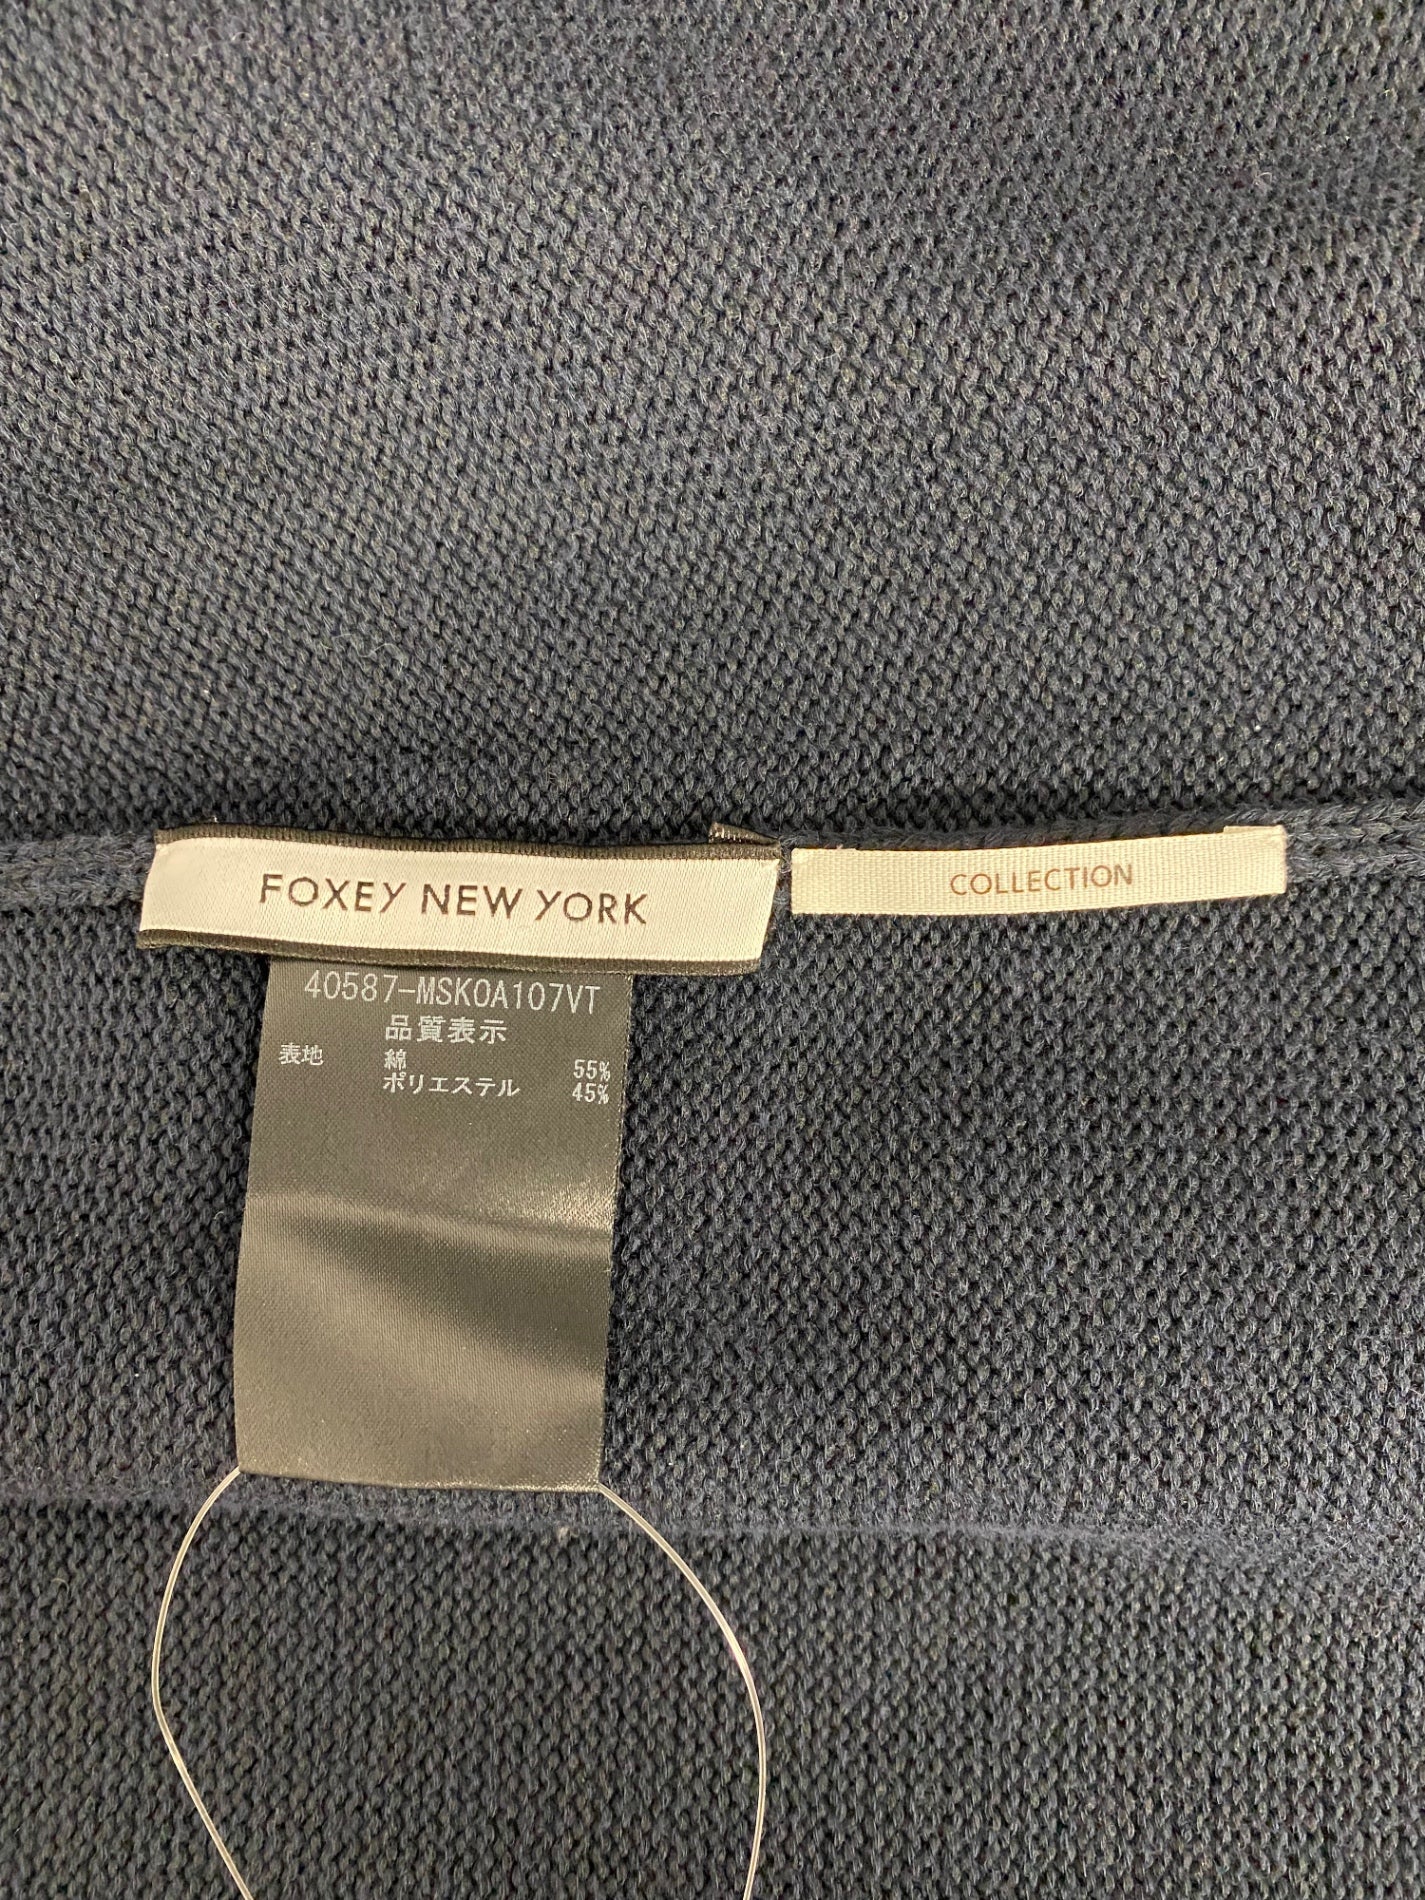 FOXEY NEW YORK
COLLECTION
40587-MSKOA107VT
品質表示
表地 綿 55%
ポリエステル 45%